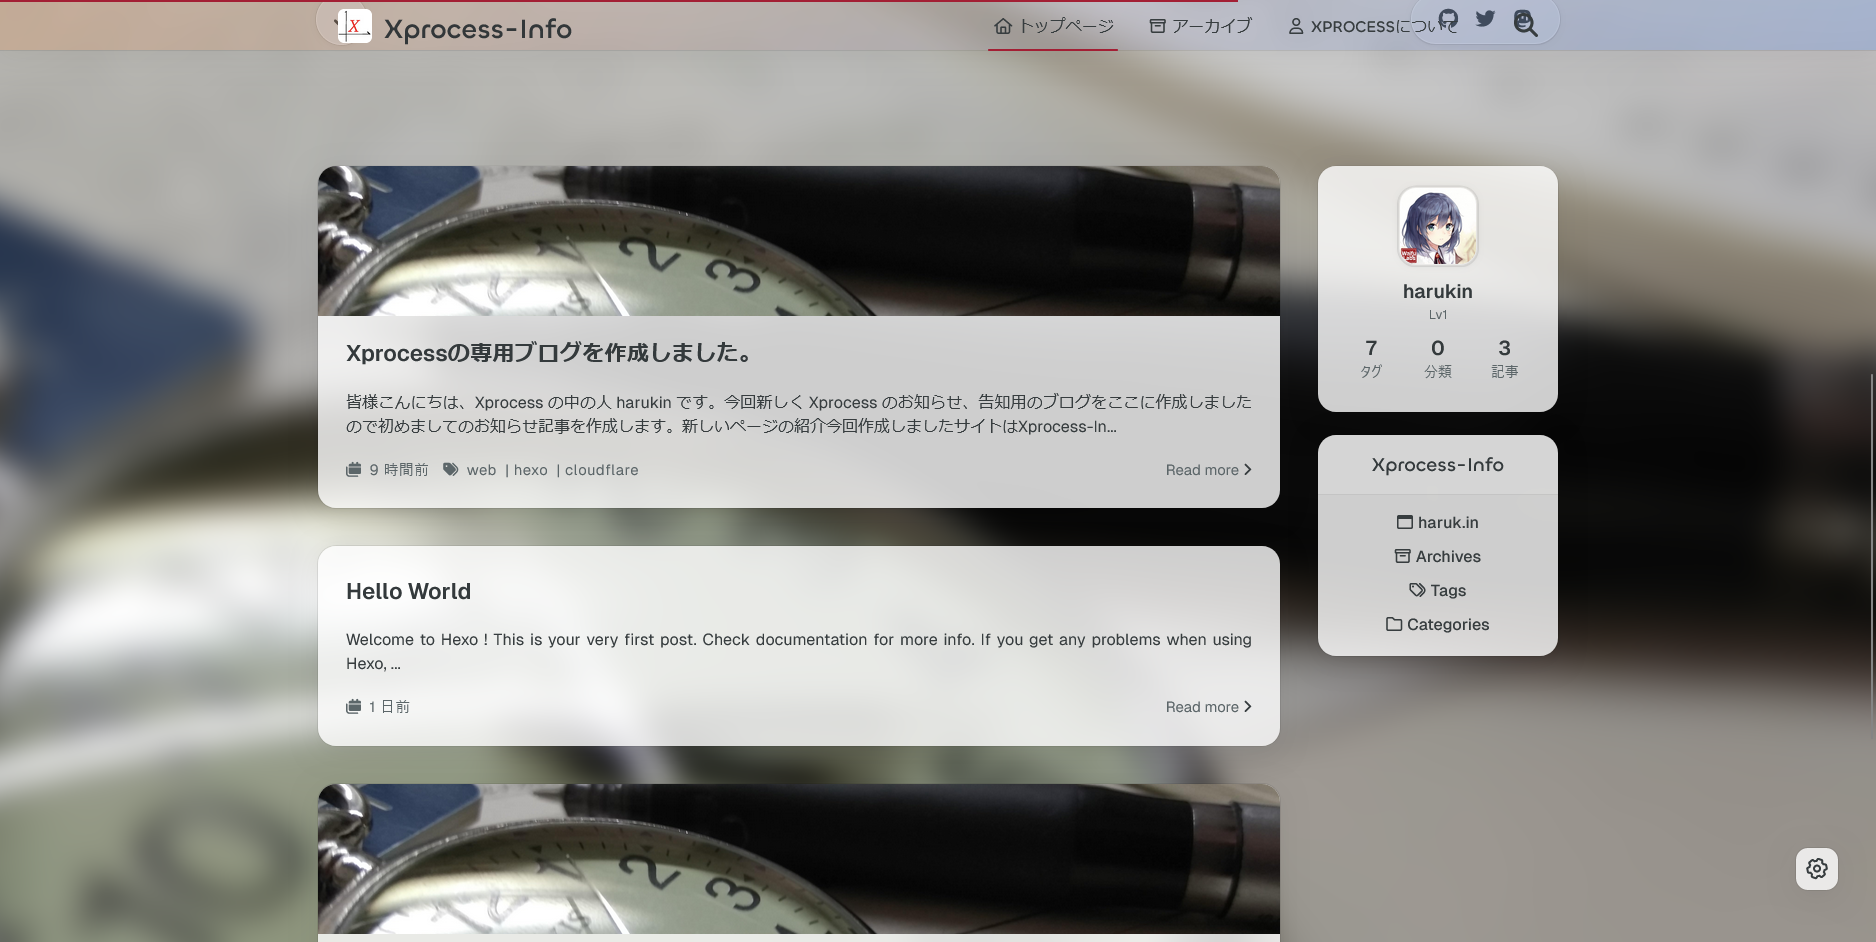 X
Xprocess-Info
トップページ
アーカイブ
XPROCESSについて
2 3
Xprocessの専用ブログを作成しました。
皆様こんにちは、Xprocess の中の人 harukin です。今回新しく Xprocess のお知らせ、告知用のブログをここに作成しました
ので初めましてのお知らせ記事を作成します。新しいページの紹介今回作成しましたサイトはXprocess-In...
9 時間前 web | hexo | cloudflare
Read more
Hello World
Welcome to Hexo ! This is your very first post. Check documentation for more info. If you get any problems when using
Hexo, ...
1 日前
Read more
2 3
harukin
Lv1
7 0 3
タグ 分類 記事
Xprocess-Info
haruk.in
Archives
Tags
Categories
10